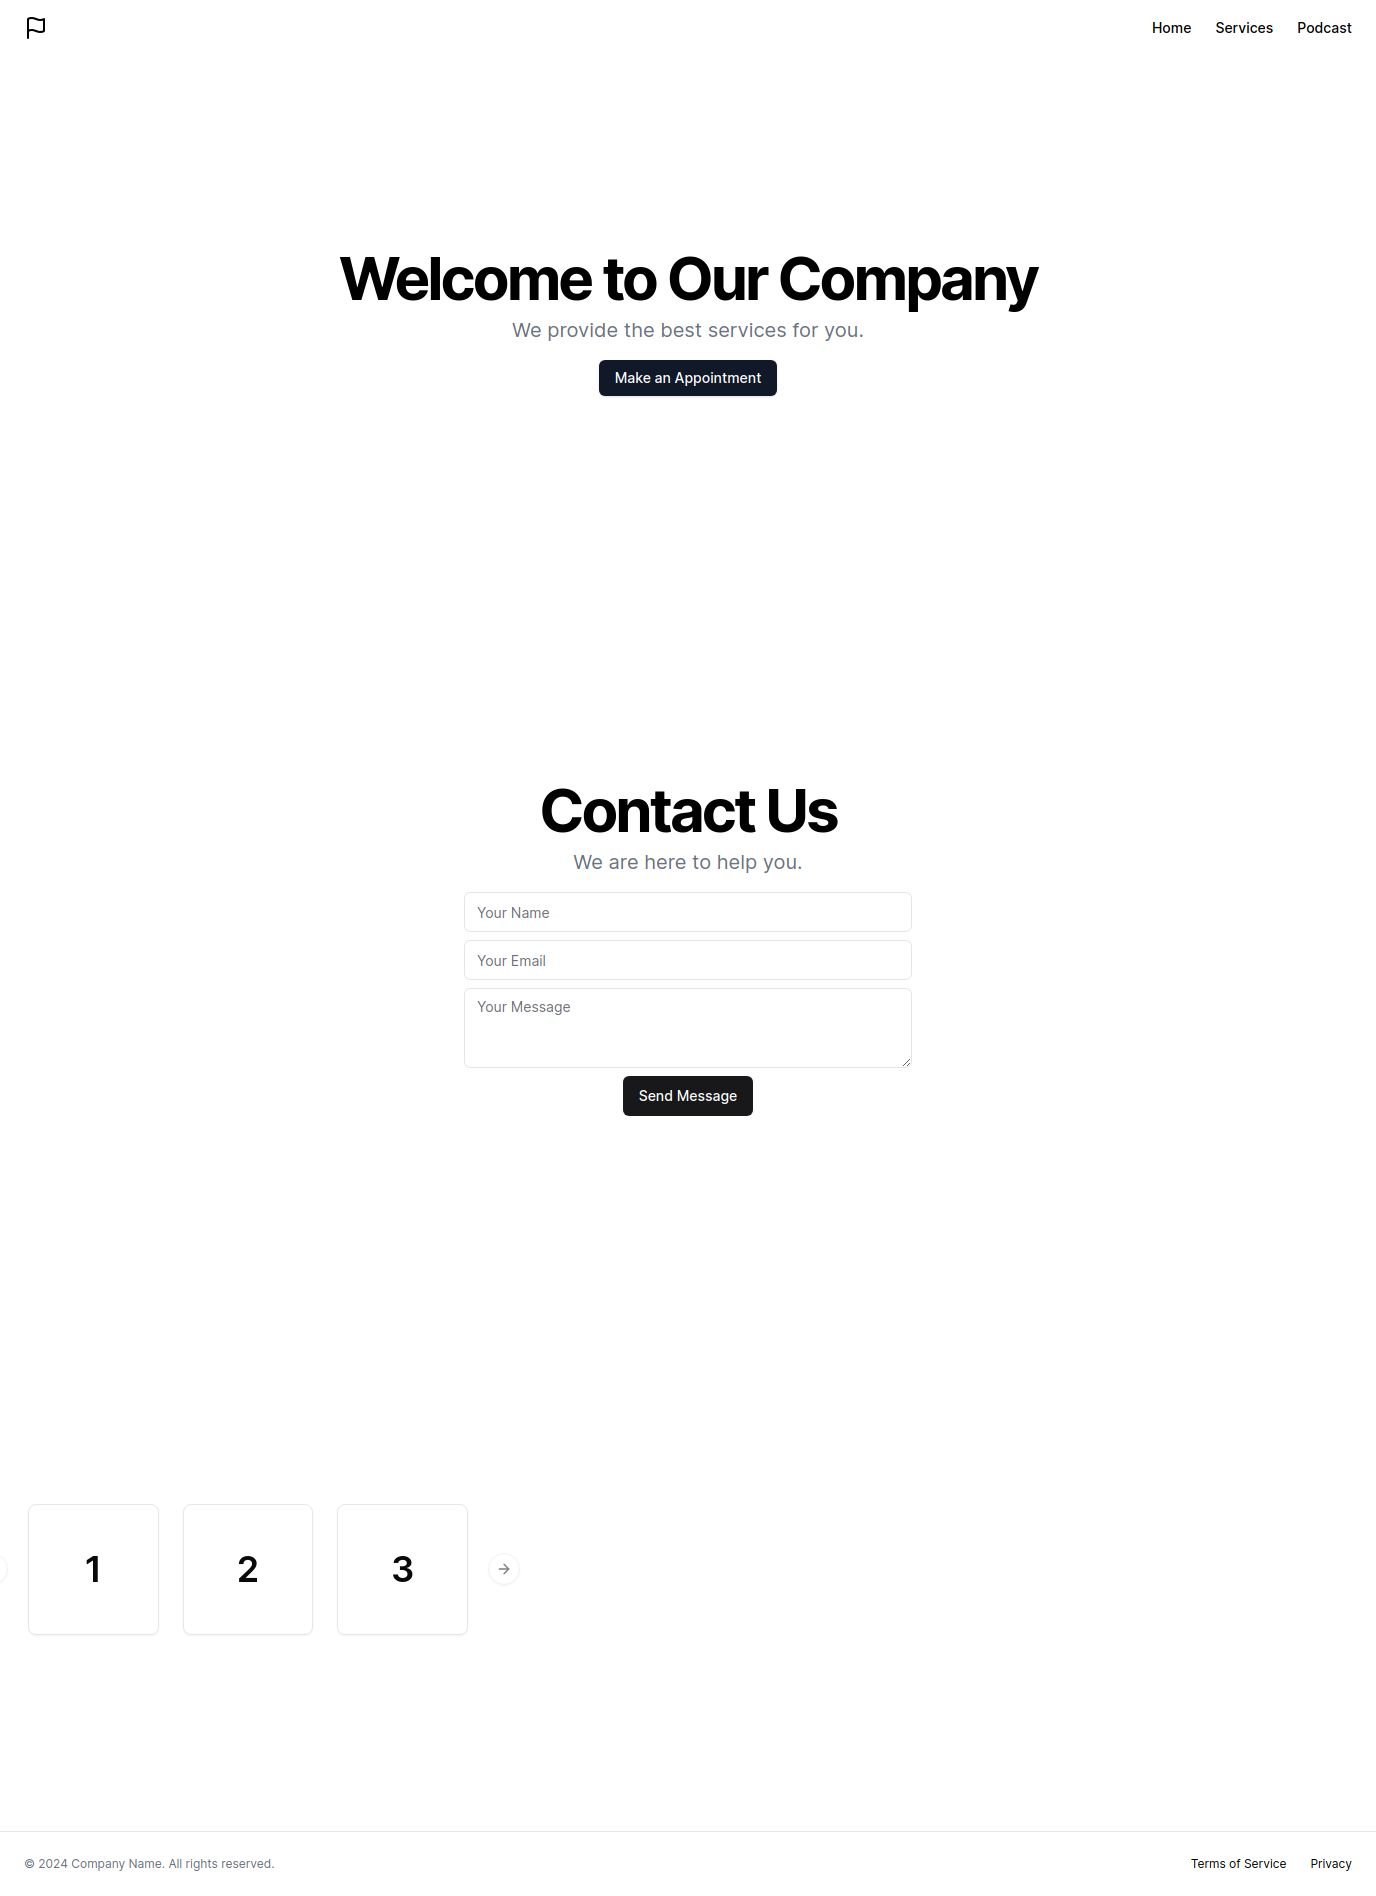 Home Services Podcast
Welcome to Our Company
We provide the best services for you.
Make an Appointment
Contact Us
We are here to help you.
Your Name
Your Email
Your Message
Send Message
1 2 3
© 2024 Company Name. All rights reserved. Terms of Service Privacy